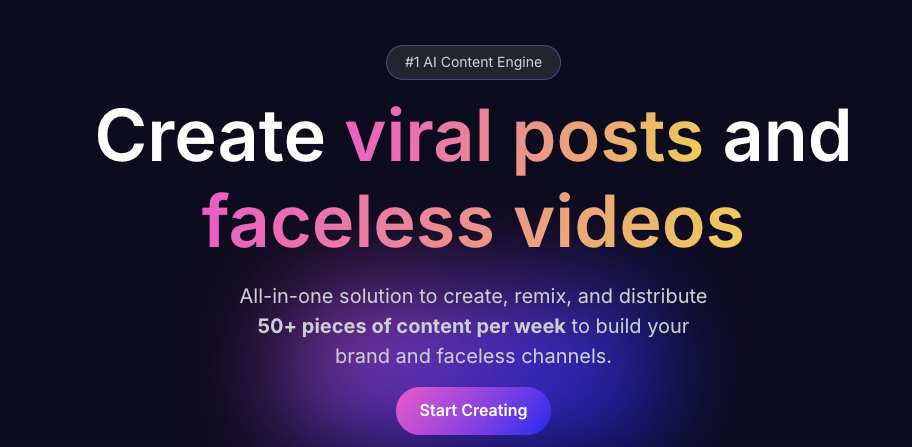 #1 AI Content Engine
Create viral posts and
faceless videos
All-in-one solution to create, remix, and distribute
50+ pieces of content per week to build your
brand and faceless channels.
Start Creating